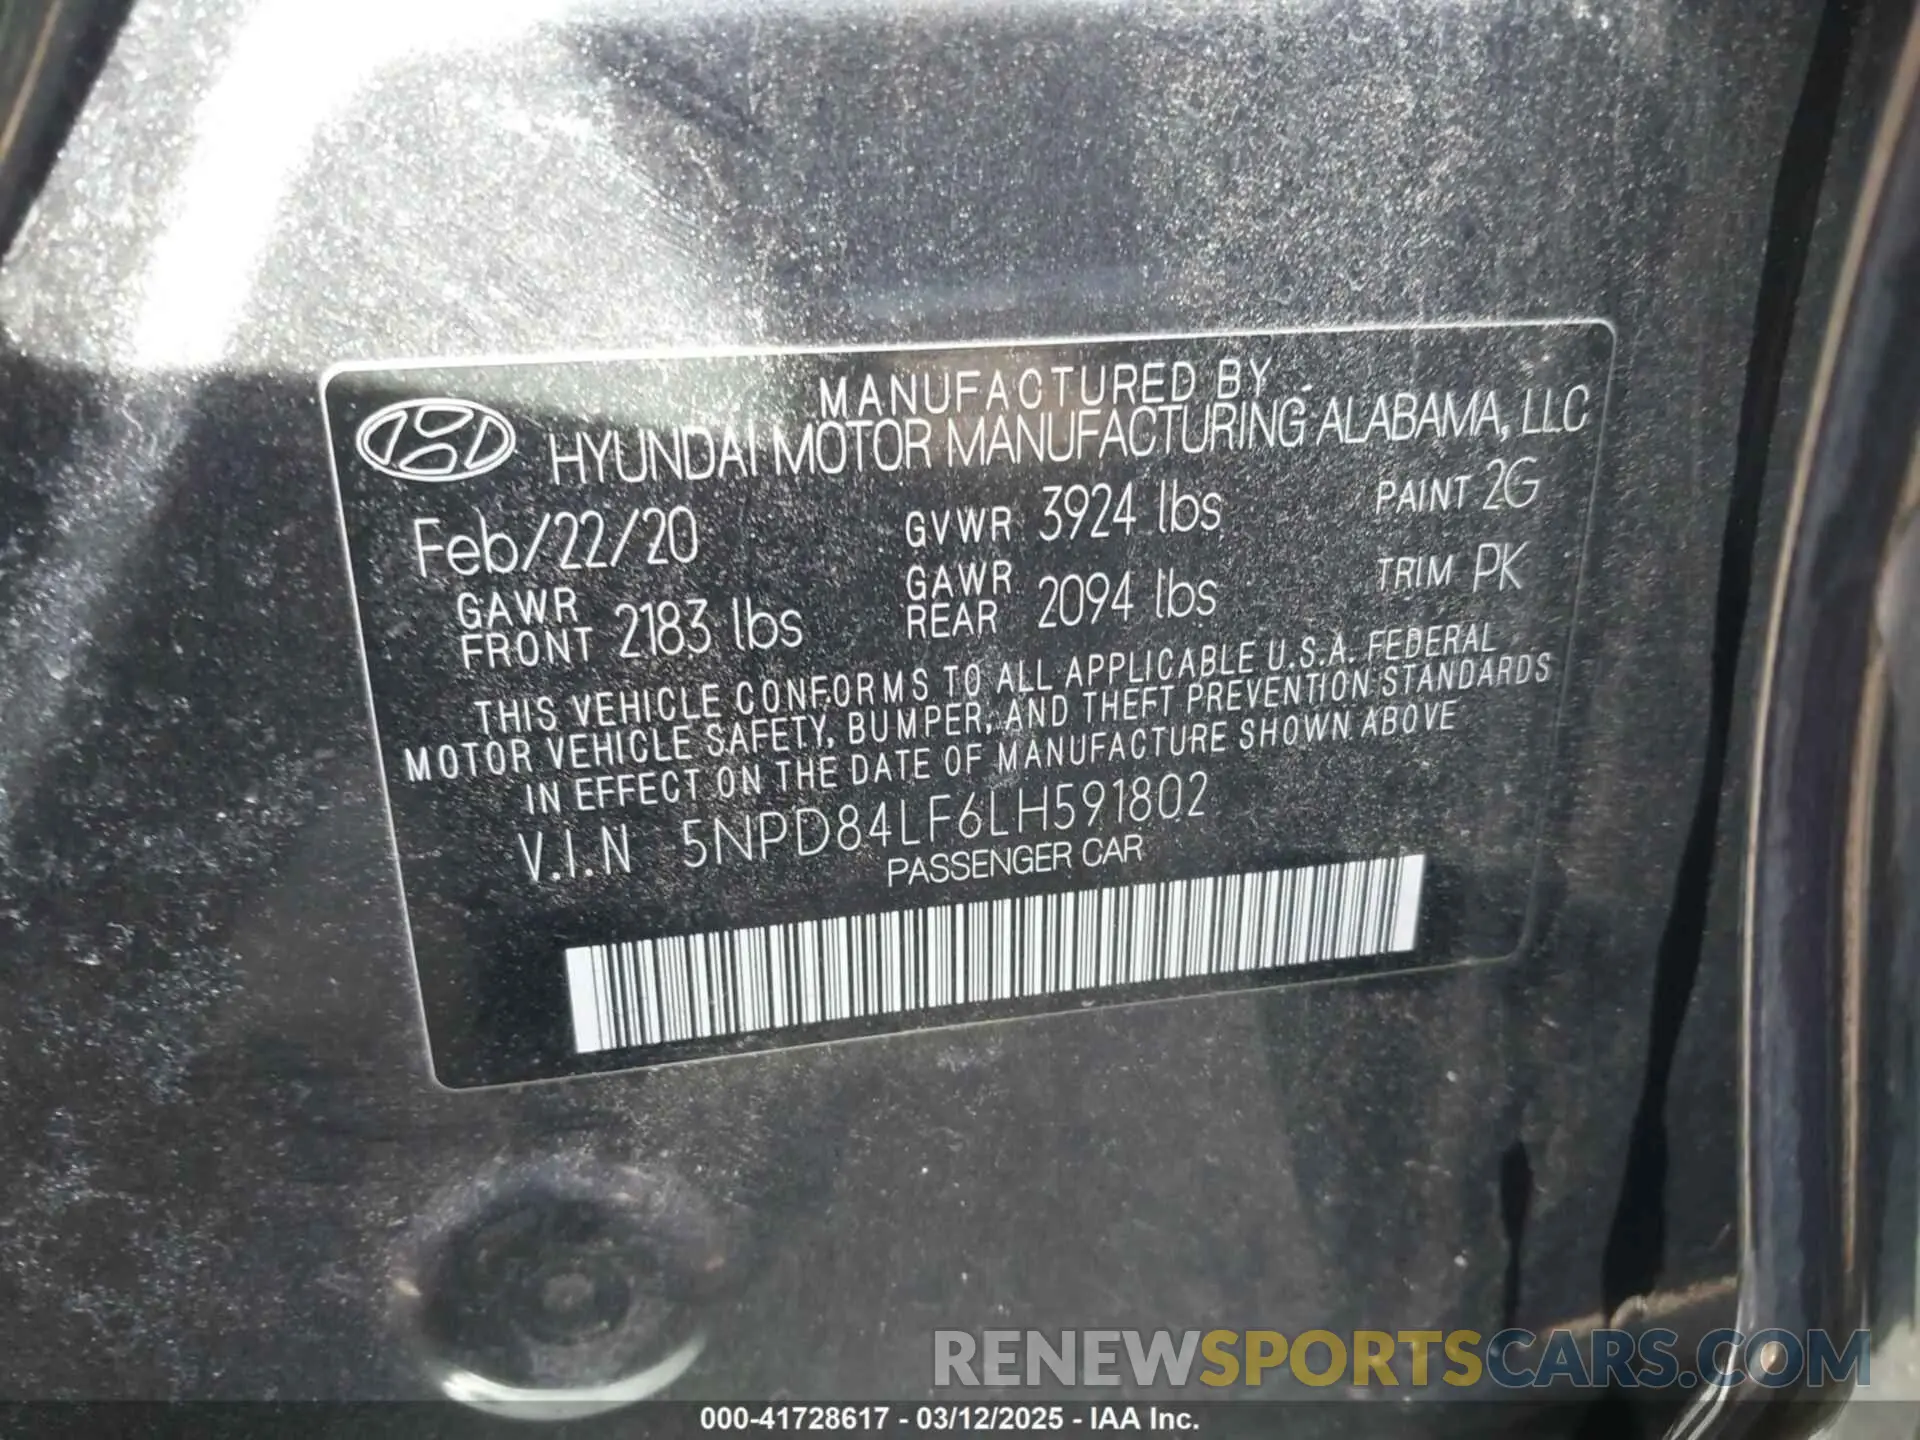 MANUFACTURED BY
HYUNDAI MOTOR MANUFACTURING ALABAMA, LLC
Feb/22/20 GVWR 3924 lbs PAINT 2G
GAWR FRONT 2183 lbs GAWR REAR 2094 lbs TRIM PK
THIS VEHICLE CONFORMS TO ALL APPLICABLE U.S.A. FEDERAL
MOTOR VEHICLE SAFETY, BUMPER, AND THEFT PREVENTION STANDARDS
IN EFFECT ON THE DATE OF MANUFACTURE SHOWN ABOVE
V.I.N 5NPD84LF6LH591802
PASSENGER CAR
RENEWSPORTSCARS.COM
000-41728617 - 03/12/2025 - IAA Inc.